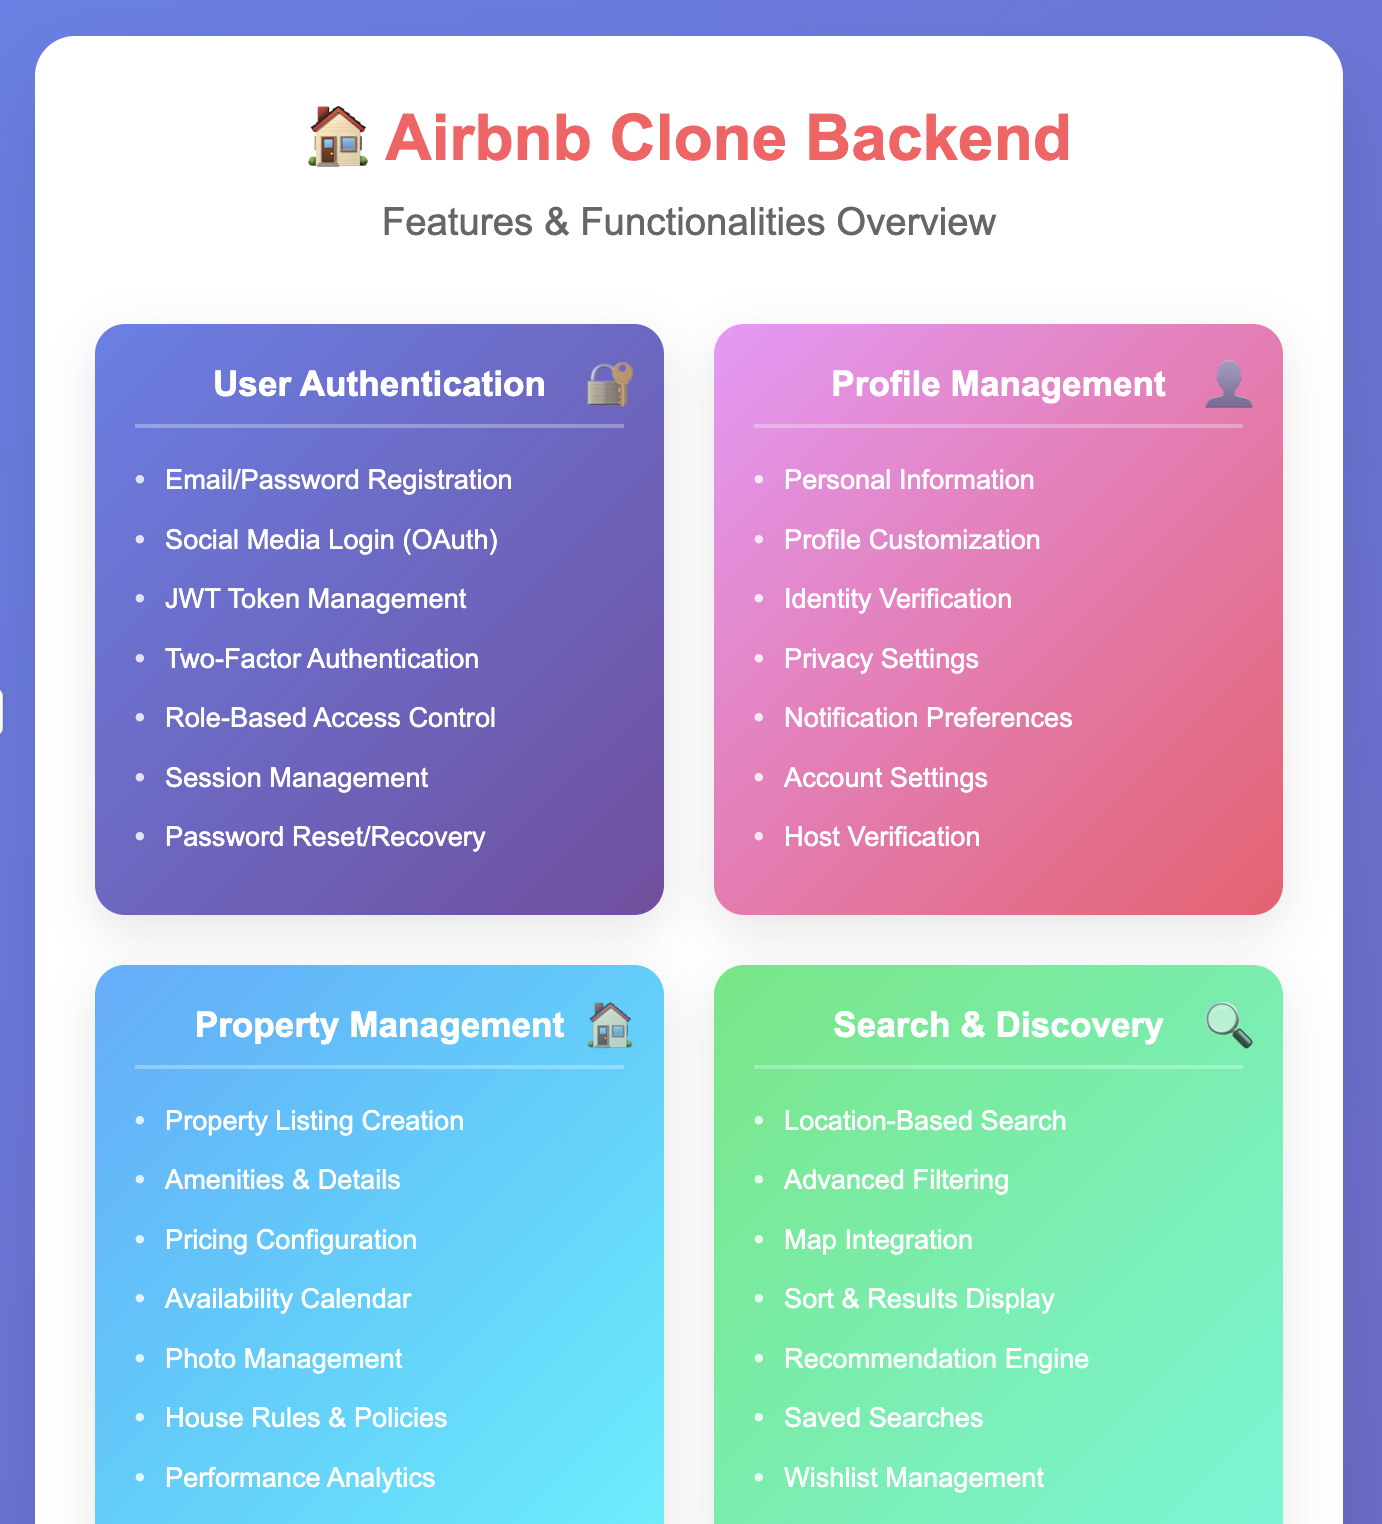 Airbnb Clone Backend
Features & Functionalities Overview
User Authentication
• Email/Password Registration
• Social Media Login (OAuth)
• JWT Token Management
• Two-Factor Authentication
• Role-Based Access Control
• Session Management
• Password Reset/Recovery
Profile Management
• Personal Information
• Profile Customization
• Identity Verification
• Privacy Settings
• Notification Preferences
• Account Settings
• Host Verification
Property Management
• Property Listing Creation
• Amenities & Details
• Pricing Configuration
• Availability Calendar
• Photo Management
• House Rules & Policies
• Performance Analytics
Search & Discovery
• Location-Based Search
• Advanced Filtering
• Map Integration
• Sort & Results Display
• Recommendation Engine
• Saved Searches
• Wishlist Management